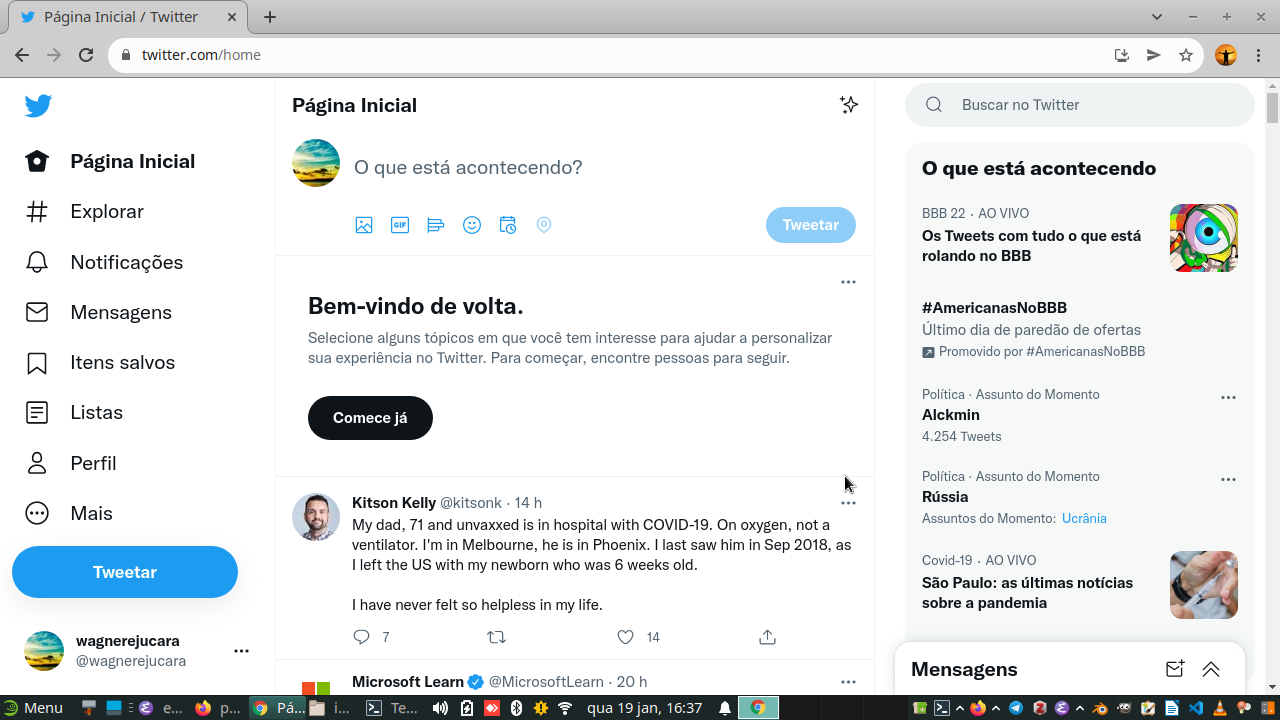 Página Inicial / Twitter
twitter.com/home
Página Inicial
Explorar
Notificações
Mensagens
Itens salvos
Listas
Perfil
Mais
Tweetar
wagnerejucara
@wagnerejucara
Página Inicial
O que está acontecendo?
GIF
Tweetar
Bem-vindo de volta.
Selecione alguns tópicos em que você tem interesse para ajudar a personalizar
sua experiência no Twitter. Para começar, encontre pessoas para seguir.
Comece já
Kitson Kelly @kitsonk · 14 h
My dad, 71 and unvaxxed is in hospital with COVID-19. On oxygen, not a
ventilator. I'm in Melbourne, he is in Phoenix. I last saw him in Sep 2018, as
I left the US with my newborn who was 6 weeks old.
I have never felt so helpless in my life.
7 14
Microsoft Learn @MicrosoftLearn · 20 h
Buscar no Twitter
O que está acontecendo
BBB 22 · AO VIVO
Os Tweets com tudo o que está
rolando no BBB
#AmericanasNoBBB
Último dia de paredão de ofertas
Promovido por #AmericanasNoBBB
Política · Assunto do Momento
Alckmin
4.254 Tweets
Política · Assunto do Momento
Rússia
Assuntos do Momento: Ucrânia
Covid-19 · AO VIVO
São Paulo: as últimas notícias
sobre a pandemia
Mensagens
Menu e... p... Pá... i... Te... qua 19 jan, 16:37